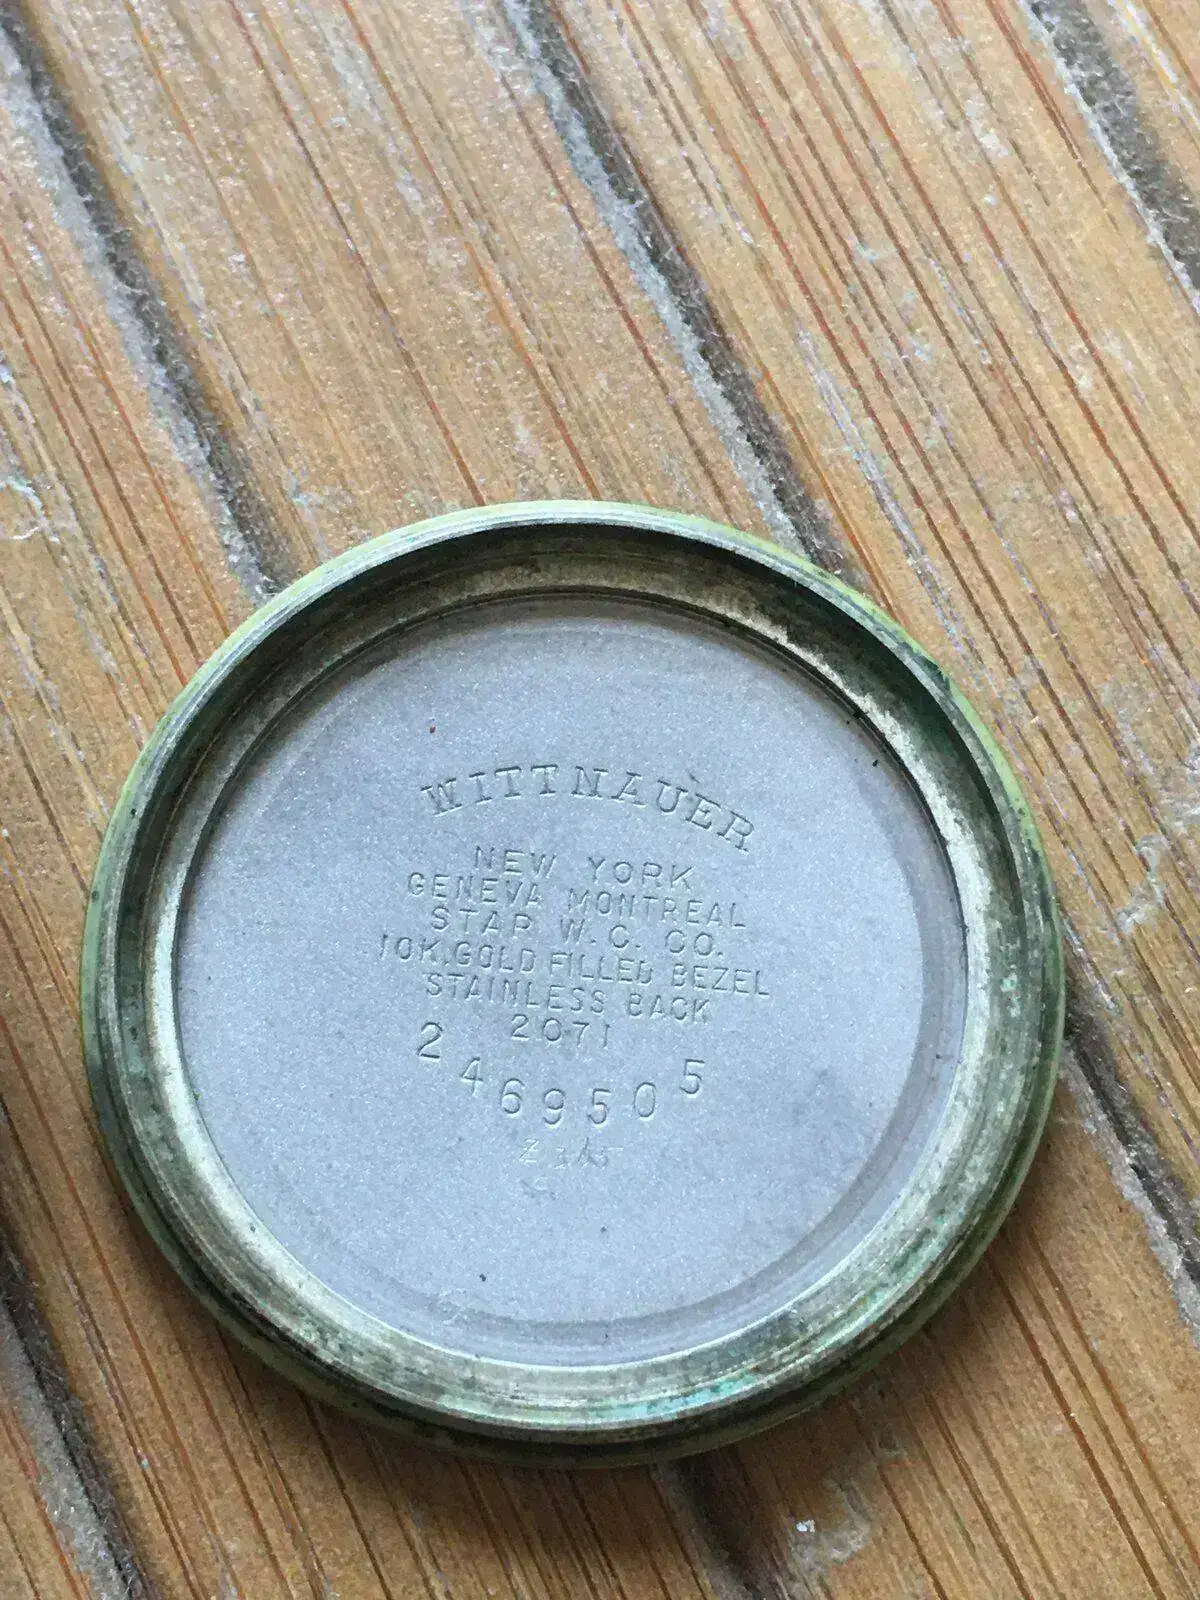 WITTNAUER
NEW YORK
GENEVA MONTREAL
STAR W. C. CO.
10K. GOLD FILLED BEZEL
STAINLESS BACK
2071
2469505